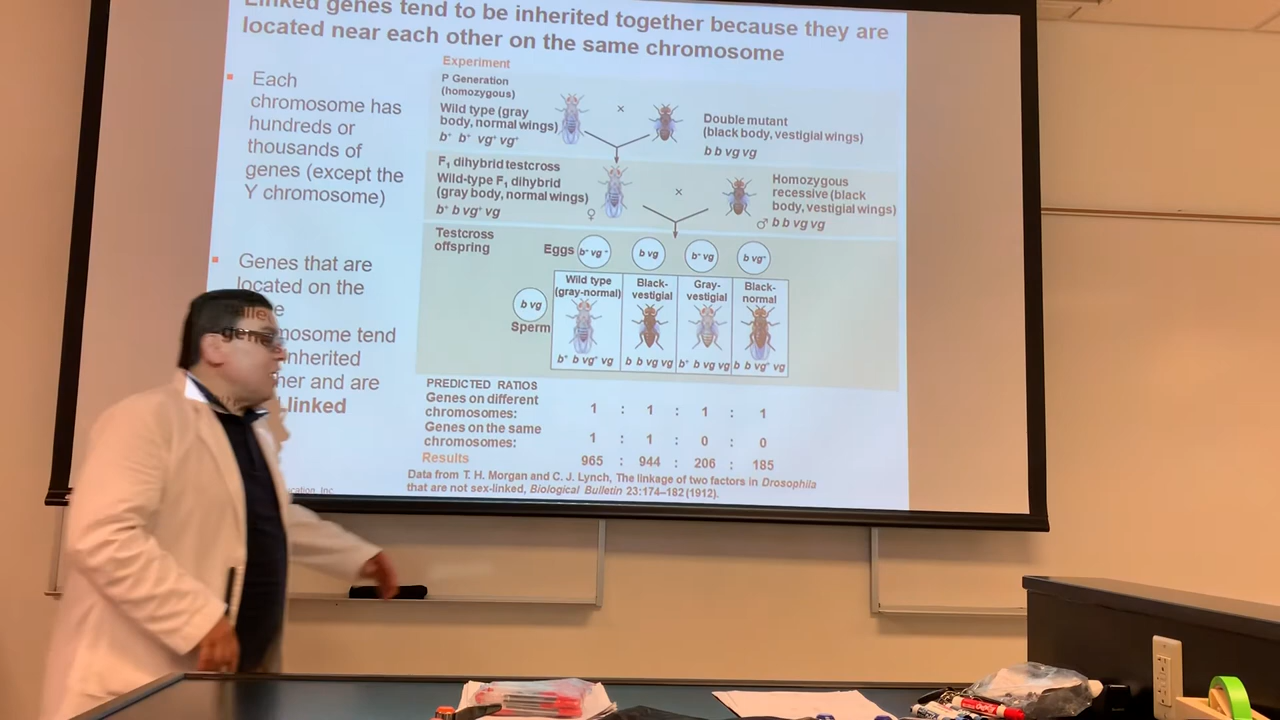 Linked genes tend to be inherited together because they are
located near each other on the same chromosome
Each
chromosome has
hundreds or
thousands of
genes (except the
Y chromosome)
Genes that are
located on the
mosome tend
inherited
her and are
linked
allele
gene
Experiment
P Generation
(homozygous)
Wild type (gray
body, normal wings)
b⁺ b⁺ vg⁺ vg⁺
×
Double mutant
(black body, vestigial wings)
b b vg vg
F₁ dihybrid testcross
Wild-type F₁ dihybrid
(gray body, normal wings)
b⁺ b vg⁺ vg
♀
×
Homozygous
recessive (black
body, vestigial wings)
♂ b b vg vg
Testcross
offspring
Eggs b⁺ vg⁺ b vg b⁺ vg b vg⁺
Wild type
(gray-normal)
Black-
vestigial
Gray-
vestigial
Black-
normal
b vg
Sperm
b⁺ b vg⁺ vg b b vg vg b⁺ b vg vg b b vg⁺ vg
PREDICTED RATIOS
Genes on different
chromosomes: 1 : 1 : 1 : 1
Genes on the same
chromosomes: 1 : 1 : 0 : 0
Results 965 : 944 : 206 : 185
Data from T. H. Morgan and C. J. Lynch, The linkage of two factors in Drosophila
that are not sex-linked, Biological Bulletin 23:174–182 (1912).
cation, Inc